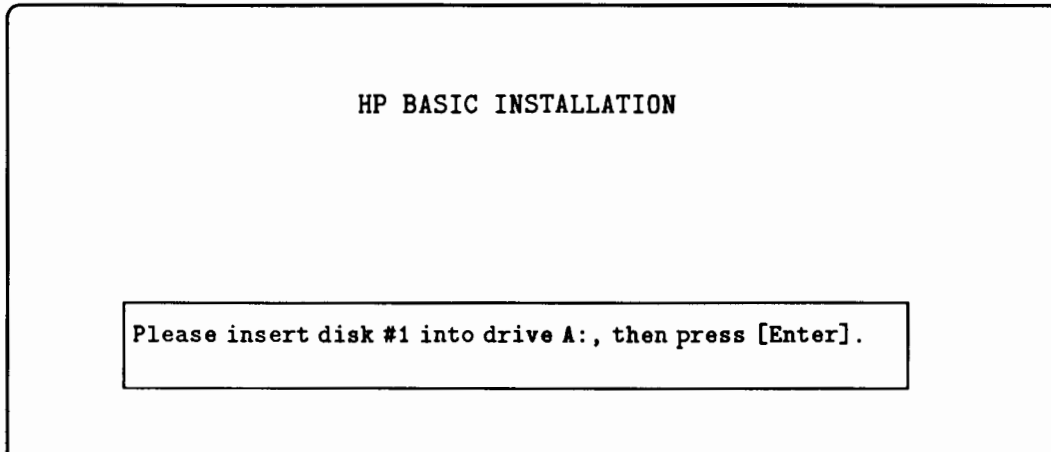 HP BASIC INSTALLATION
Please insert disk #1 into drive A:, then press [Enter].